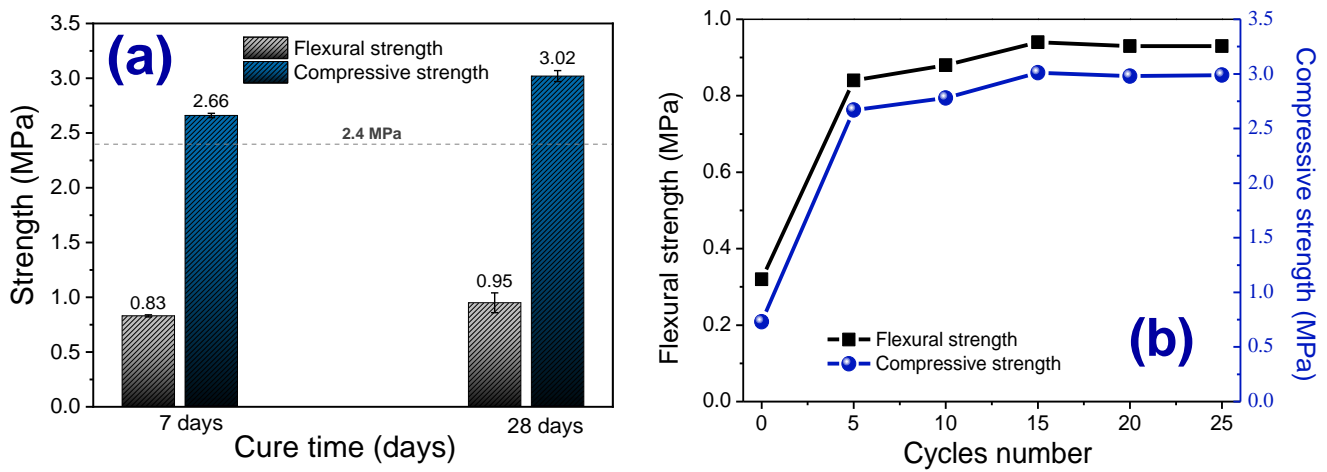 (a)
Flexural strength
Compressive strength
3.5
3.0
2.5
2.0
1.5
1.0
0.5
0.0
Strength (MPa)
2.66
3.02
2.4 MPa
0.83
0.95
7 days
28 days
Cure time (days)
1.0
0.8
0.6
0.4
0.2
0.0
Flexural strength (MPa)
3.5
3.0
2.5
2.0
1.5
1.0
0.5
0.0
Compressive strength (MPa)
Flexural strength
Compressive strength
(b)
0 5 10 15 20 25
Cycles number